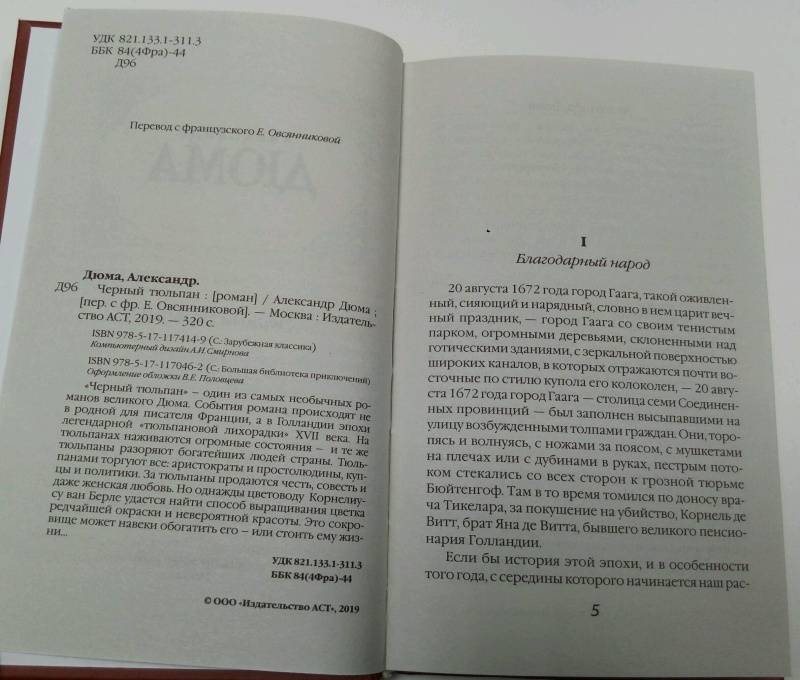 УДК 821.133.1-311.3
ББК 84(4Фра)-44
Д96
Перевод с французского Е. Овсянниковой
ДЮМА
Дюма, Александр.
Д96 Черный тюльпан : [роман] / Александр Дюма ;
[пер. с фр. Е. Овсянниковой]. — Москва : Издатель-
ство АСТ, 2019. — 320 с.
ISBN 978-5-17-117414-9 (С.: Зарубежная классика)
Компьютерный дизайн А.И. Смирнова
ISBN 978-5-17-117046-2 (С.: Большая библиотека приключений)
Оформление обложки В.Е. Половцева
«Черный тюльпан» – один из самых необычных ро-
манов великого Дюма. События романа происходят не
в родной для писателя Франции, а в Голландии эпохи
легендарной «тюльпановой лихорадки» XVII века. На
тюльпанах наживаются огромные состояния – и те же
тюльпаны разоряют богатейших людей страны. Тюль-
панами торгуют все: аристократы и простолюдины, куп-
цы и политики. За тюльпаны продаются честь, совесть и
даже женская любовь. Но однажды цветоводу Корнелиу-
су ван Берле удается найти способ выращивания цветка
редчайшей окраски и невероятной красоты. Это сокро-
вище может навеки обогатить его – или стоить ему жиз-
ни...
УДК 821.133.1-311.3
ББК 84(4Фра)-44
© ООО «Издательство АСТ», 2019
I
Благодарный народ
20 августа 1672 года город Гаага, такой оживлен-
ный, сияющий и нарядный, словно в нем царит веч-
ный праздник, — город Гаага со своим тенистым
парком, огромными деревьями, склоненными над
готическими зданиями, с зеркальной поверхностью
широких каналов, в которых отражаются почти во-
сточные по стилю купола его колоколен, — 20 авгу-
ста 1672 года город Гаага — столица семи Соединен-
ных провинций — был заполнен высыпавшими на
улицу возбужденными толпами граждан. Они, торо-
пясь и волнуясь, с ножами за поясом, с мушкетами
на плечах или с дубинами в руках, пестрым пото-
ком стекались со всех сторон к грозной тюрьме
Бюйтенгоф. Там в то время томился по доносу вра-
ча Тикелара, за покушение на убийство, Корнель де
Витт, брат Яна де Витта, бывшего великого пенсио-
нария Голландии.
Если бы история этой эпохи, и в особенности
того года, с середины которого начинается наш рас-
5